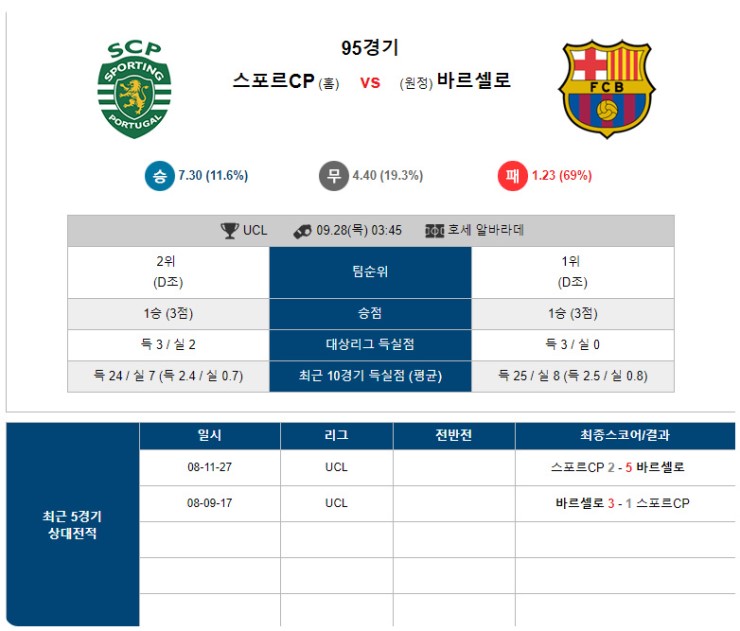 SCP
SPORTING
PORTUGAL
95경기
스포르CP (홈) VS (원정) 바르셀로
FCB
승 7.30 (11.6%) 무 4.40 (19.3%) 패 1.23 (69%)
UCL 09.28(목) 03:45 호세 알바라데
2위 (D조) 팀순위 1위 (D조)
1승 (3점) 승점 1승 (3점)
득 3 / 실 2 대상리그 득실점 득 3 / 실 0
득 24 / 실 7 (득 2.4 / 실 0.7) 최근 10경기 득실점 (평균) 득 25 / 실 8 (득 2.5 / 실 0.8)
일시 리그 전반전 최종스코어/결과
최근 5경기
상대전적
08-11-27 UCL 스포르CP 2 - 5 바르셀로
08-09-17 UCL 바르셀로 3 - 1 스포르CP